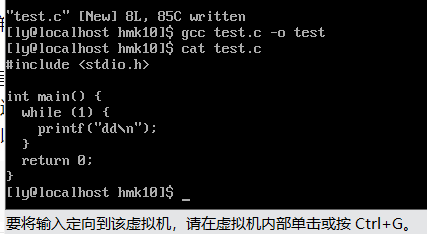 "test.c" [New] 8L, 85C written
[ly@localhost hmk10]$ gcc test.c -o test
[ly@localhost hmk10]$ cat test.c
#include <stdio.h>

int main() {
  while (1) {
    printf("dd\n");
  }
  return 0;
}
[ly@localhost hmk10]$ _
要将输入定向到该虚拟机，请在虚拟机内部单击或按 Ctrl+G。